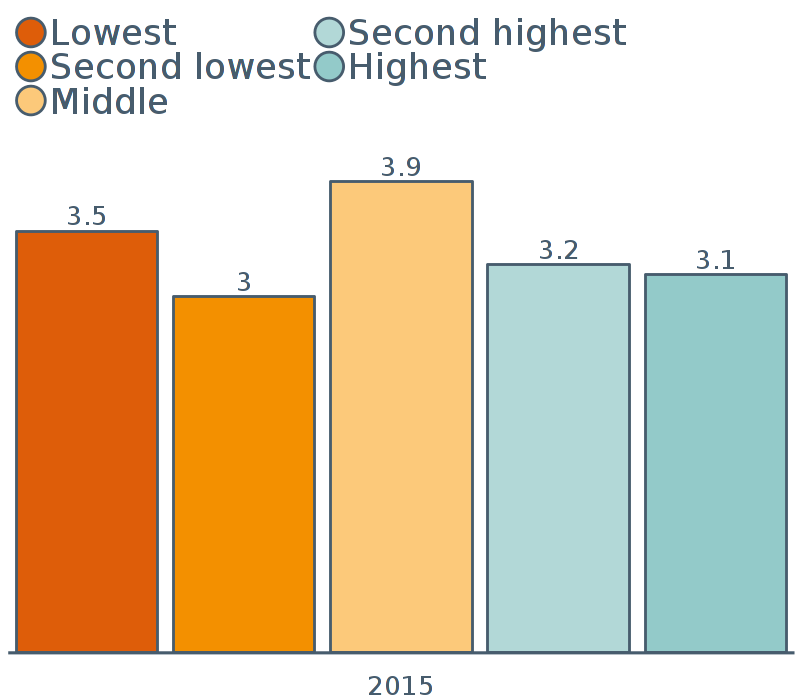 Lowest
Second lowest
Middle
Second highest
Highest
3.5
3
3.9
3.2
3.1
2015